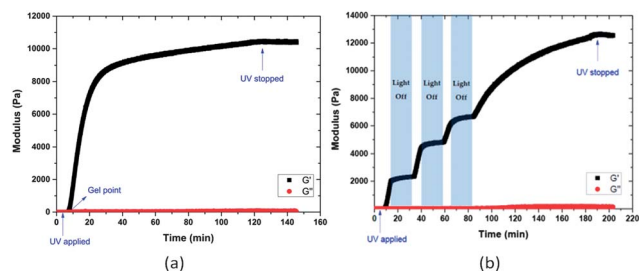 (a)
12000
10000
8000
6000
4000
2000
0
Modulus (Pa)
UV stopped
Gel point
G'
G"
0 20 40 60 80 100 120 140 160
UV applied
Time (min)
(a)
(b)
14000
12000
10000
8000
6000
4000
2000
0
Modulus (Pa)
Light
Off
Light
Off
Light
Off
UV stopped
G'
G"
0 20 40 60 80 100 120 140 160 180 200 220
UV applied
Time (min)
(b)